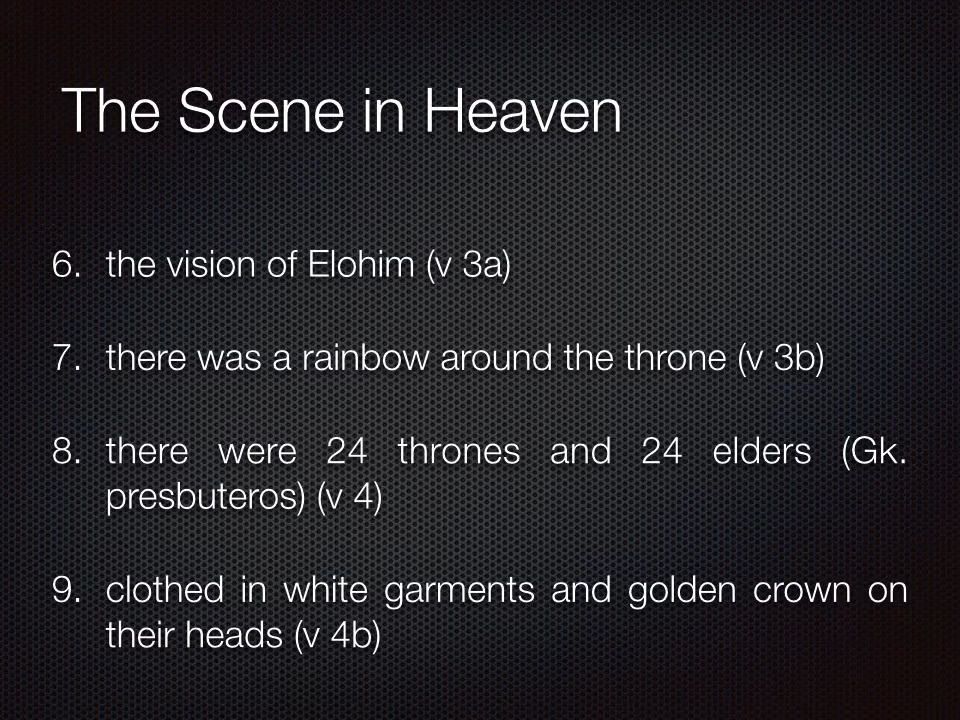 The Scene in Heaven
6. the vision of Elohim (v 3a)
7. there was a rainbow around the throne (v 3b)
8. there were 24 thrones and 24 elders (Gk.
presbuteros) (v 4)
9. clothed in white garments and golden crown on
their heads (v 4b)